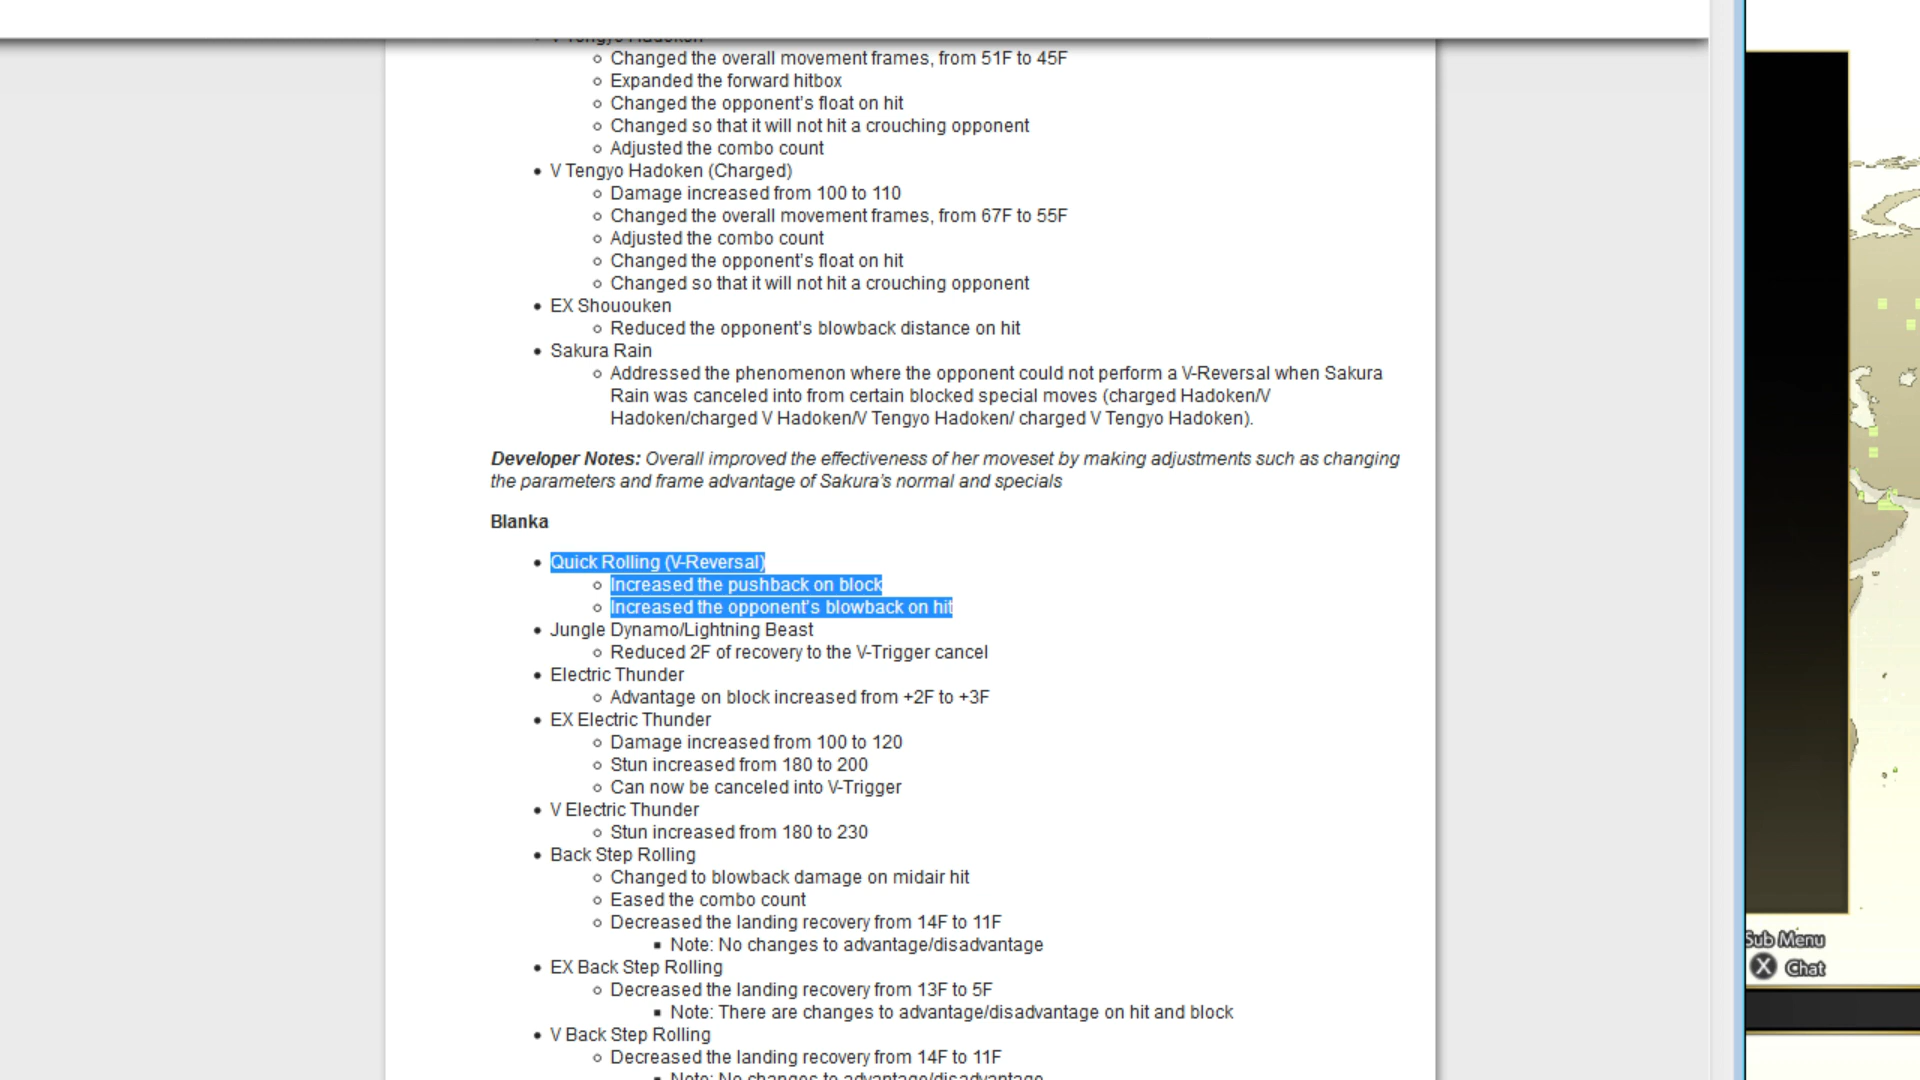 Changed the overall movement frames, from 51F to 45F
Expanded the forward hitbox
Changed the opponent's float on hit
Changed so that it will not hit a crouching opponent
Adjusted the combo count
V Tengyo Hadoken (Charged)
Damage increased from 100 to 110
Changed the overall movement frames, from 67F to 55F
Adjusted the combo count
Changed the opponent's float on hit
Changed so that it will not hit a crouching opponent
EX Shououken
Reduced the opponent's blowback distance on hit
Sakura Rain
Addressed the phenomenon where the opponent could not perform a V-Reversal when Sakura
Rain was canceled into from certain blocked special moves (charged Hadoken/V
Hadoken/charged V Hadoken/V Tengyo Hadoken/ charged V Tengyo Hadoken).
Developer Notes: Overall improved the effectiveness of her moveset by making adjustments such as changing
the parameters and frame advantage of Sakura's normal and specials
Blanka
Quick Rolling (V-Reversal)
Increased the pushback on block
Increased the opponent's blowback on hit
Jungle Dynamo/Lightning Beast
Reduced 2F of recovery to the V-Trigger cancel
Electric Thunder
Advantage on block increased from +2F to +3F
EX Electric Thunder
Damage increased from 100 to 120
Stun increased from 180 to 200
Can now be canceled into V-Trigger
V Electric Thunder
Stun increased from 180 to 230
Back Step Rolling
Changed to blowback damage on midair hit
Eased the combo count
Decreased the landing recovery from 14F to 11F
Note: No changes to advantage/disadvantage
EX Back Step Rolling
Decreased the landing recovery from 13F to 5F
Note: There are changes to advantage/disadvantage on hit and block
V Back Step Rolling
Decreased the landing recovery from 14F to 11F
Note: No changes to advantage/disadvantage
Sub Menu
X Chat